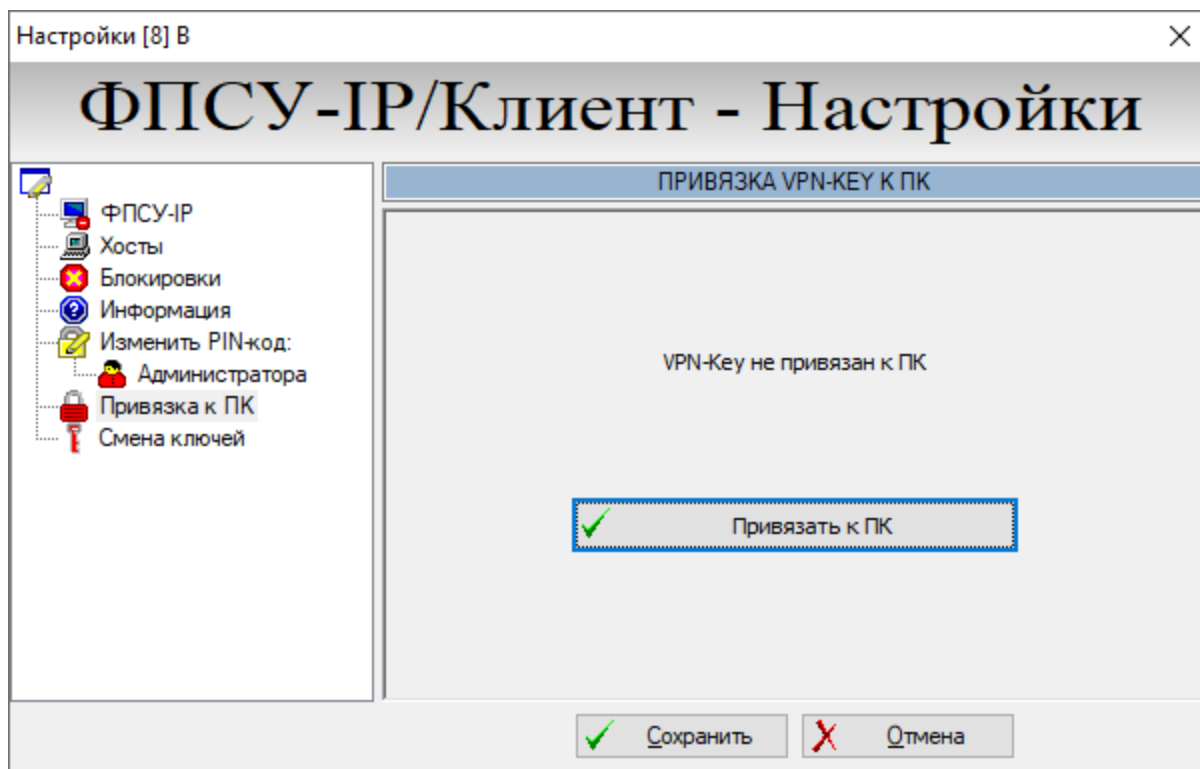 Настройки [8] В
ФПСУ-IP/Клиент - Настройки
ФПСУ-IP
Хосты
Блокировки
Информация
Изменить PIN-код:
Администратора
Привязка к ПК
Смена ключей
ПРИВЯЗКА VPN-KEY К ПК
VPN-Key не привязан к ПК
Привязать к ПК
Сохранить
Отмена